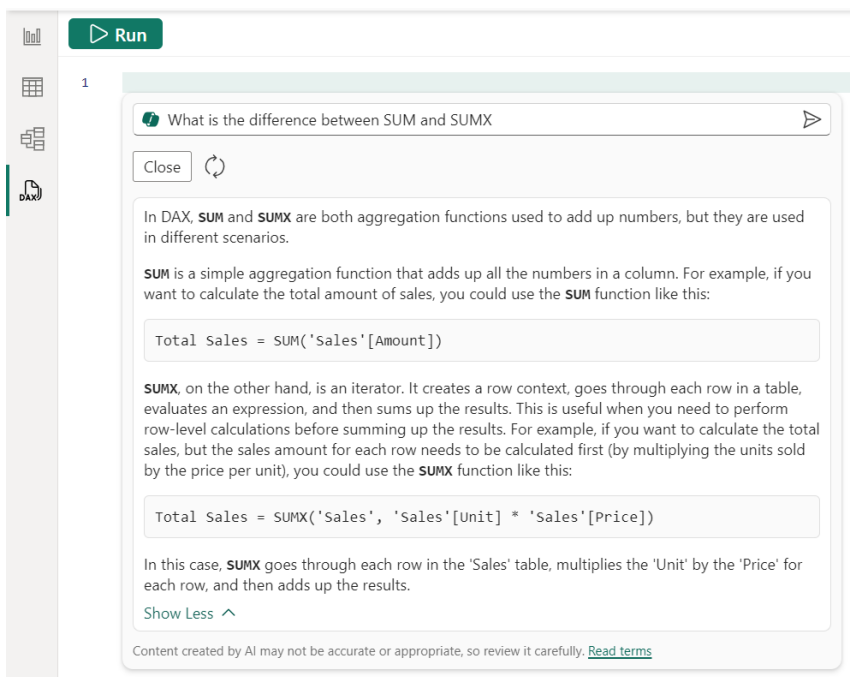 Run
1
What is the difference between SUM and SUMX
Close
DAX
In DAX, SUM and SUMX are both aggregation functions used to add up numbers, but they are used
in different scenarios.
SUM is a simple aggregation function that adds up all the numbers in a column. For example, if you
want to calculate the total amount of sales, you could use the SUM function like this:
Total Sales = SUM('Sales'[Amount])
SUMX, on the other hand, is an iterator. It creates a row context, goes through each row in a table,
evaluates an expression, and then sums up the results. This is useful when you need to perform
row-level calculations before summing up the results. For example, if you want to calculate the total
sales, but the sales amount for each row needs to be calculated first (by multiplying the units sold
by the price per unit), you could use the SUMX function like this:
Total Sales = SUMX('Sales', 'Sales'[Unit] * 'Sales'[Price])
In this case, SUMX goes through each row in the 'Sales' table, multiplies the 'Unit' by the 'Price' for
each row, and then adds up the results.
Show Less
Content created by AI may not be accurate or appropriate, so review it carefully. Read terms